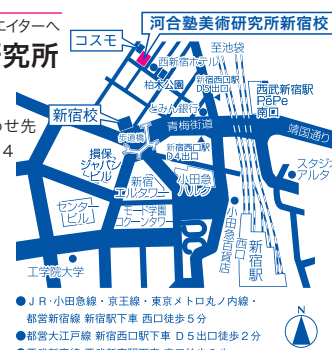 エイターへ
研究所
わせ先
4
河合塾美術研究所新宿校
コスモ
至池袋
西新宿ホテル
柏木公園
新宿西口駅
D5出口
西武新宿駅
PePe
南口
とみん銀行
新宿校
青梅街道
靖国通り
歩道橋
新宿西口駅
D4出口
損保
ジャパン
ビル
スタジオ
アルタ
新宿
エルタワー
小田急
ハルク
センター
ビル
モード学園
コクーンタワー
小田急百貨店
西口
新宿駅
工学院大学
●JR・小田急線・京王線・東京メトロ丸ノ内線・
都営新宿線 新宿駅下車 西口徒歩5分
●都営大江戸線 新宿西口駅下車 D5出口徒歩2分
N